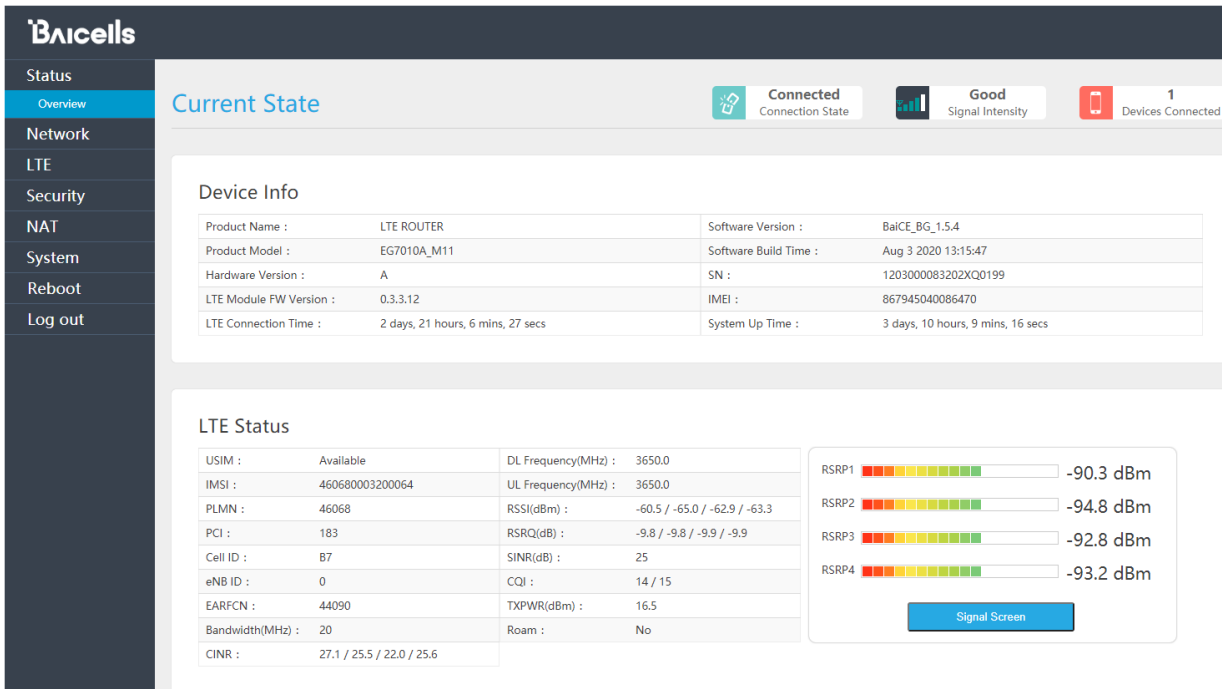 Baicells
Status
Overview
Network
LTE
Security
NAT
System
Reboot
Log out
Current State
Connected
Connection State
Good
Signal Intensity
1
Devices Connected
Device Info
Product Name : LTE ROUTER Software Version : BaiCE_BG_1.5.4
Product Model : EG7010A_M11 Software Build Time : Aug 3 2020 13:15:47
Hardware Version : A SN : 1203000083202XQ0199
LTE Module FW Version : 0.3.3.12 IMEI : 867945040086470
LTE Connection Time : 2 days, 21 hours, 6 mins, 27 secs System Up Time : 3 days, 10 hours, 9 mins, 16 secs
LTE Status
USIM : Available DL Frequency(MHz) : 3650.0
IMSI : 460680003200064 UL Frequency(MHz) : 3650.0
PLMN : 46068 RSSI(dBm) : -60.5 / -65.0 / -62.9 / -63.3
PCI : 183 RSRQ(dB) : -9.8 / -9.8 / -9.9 / -9.9
Cell ID : B7 SINR(dB) : 25
eNB ID : 0 CQI : 14 / 15
EARFCN : 44090 TXPWR(dBm) : 16.5
Bandwidth(MHz) : 20 Roam : No
CINR : 27.1 / 25.5 / 22.0 / 25.6
RSRP1 -90.3 dBm
RSRP2 -94.8 dBm
RSRP3 -92.8 dBm
RSRP4 -93.2 dBm
Signal Screen